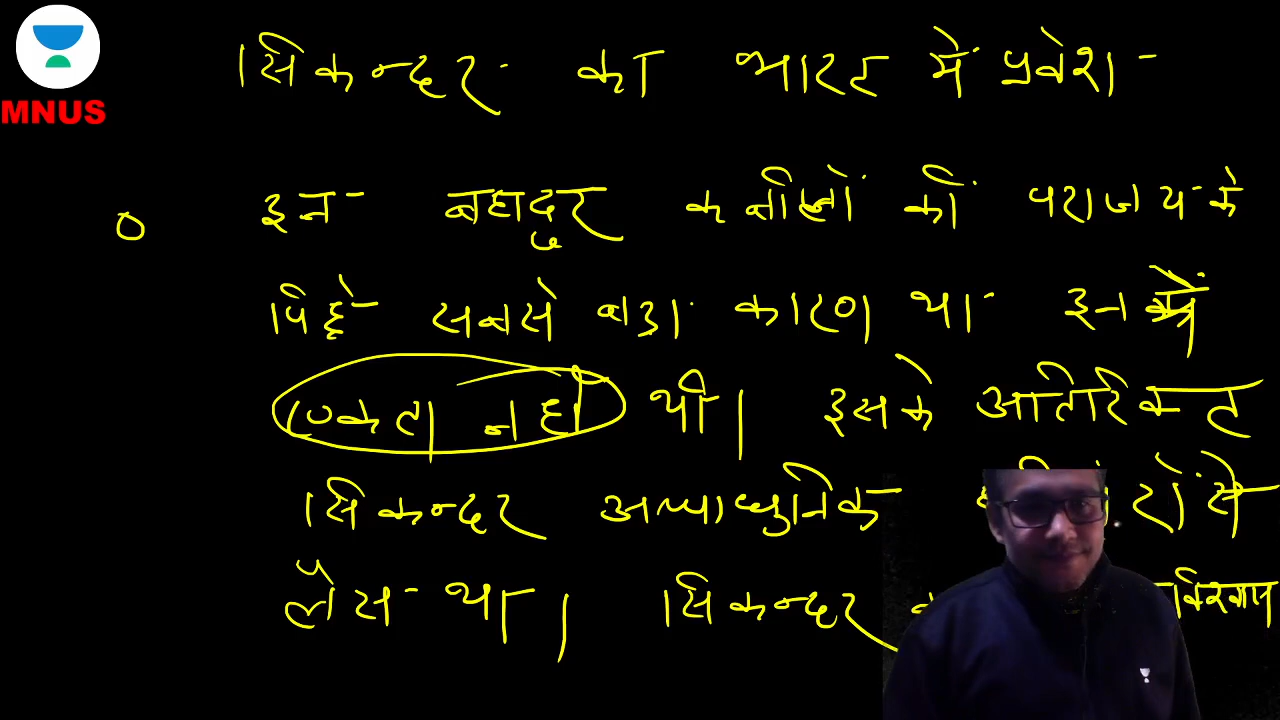 MNUS
सिकन्दर का भारत में प्रवेश -
इन बहादुर कबीलों की पराजय के
पिछे सबसे बड़ा कारण था इनमें
एकता नहीं थी। इसके अतिरिक्त
सिकन्दर अत्याधुनिक से
लैस था। सिकन्दर